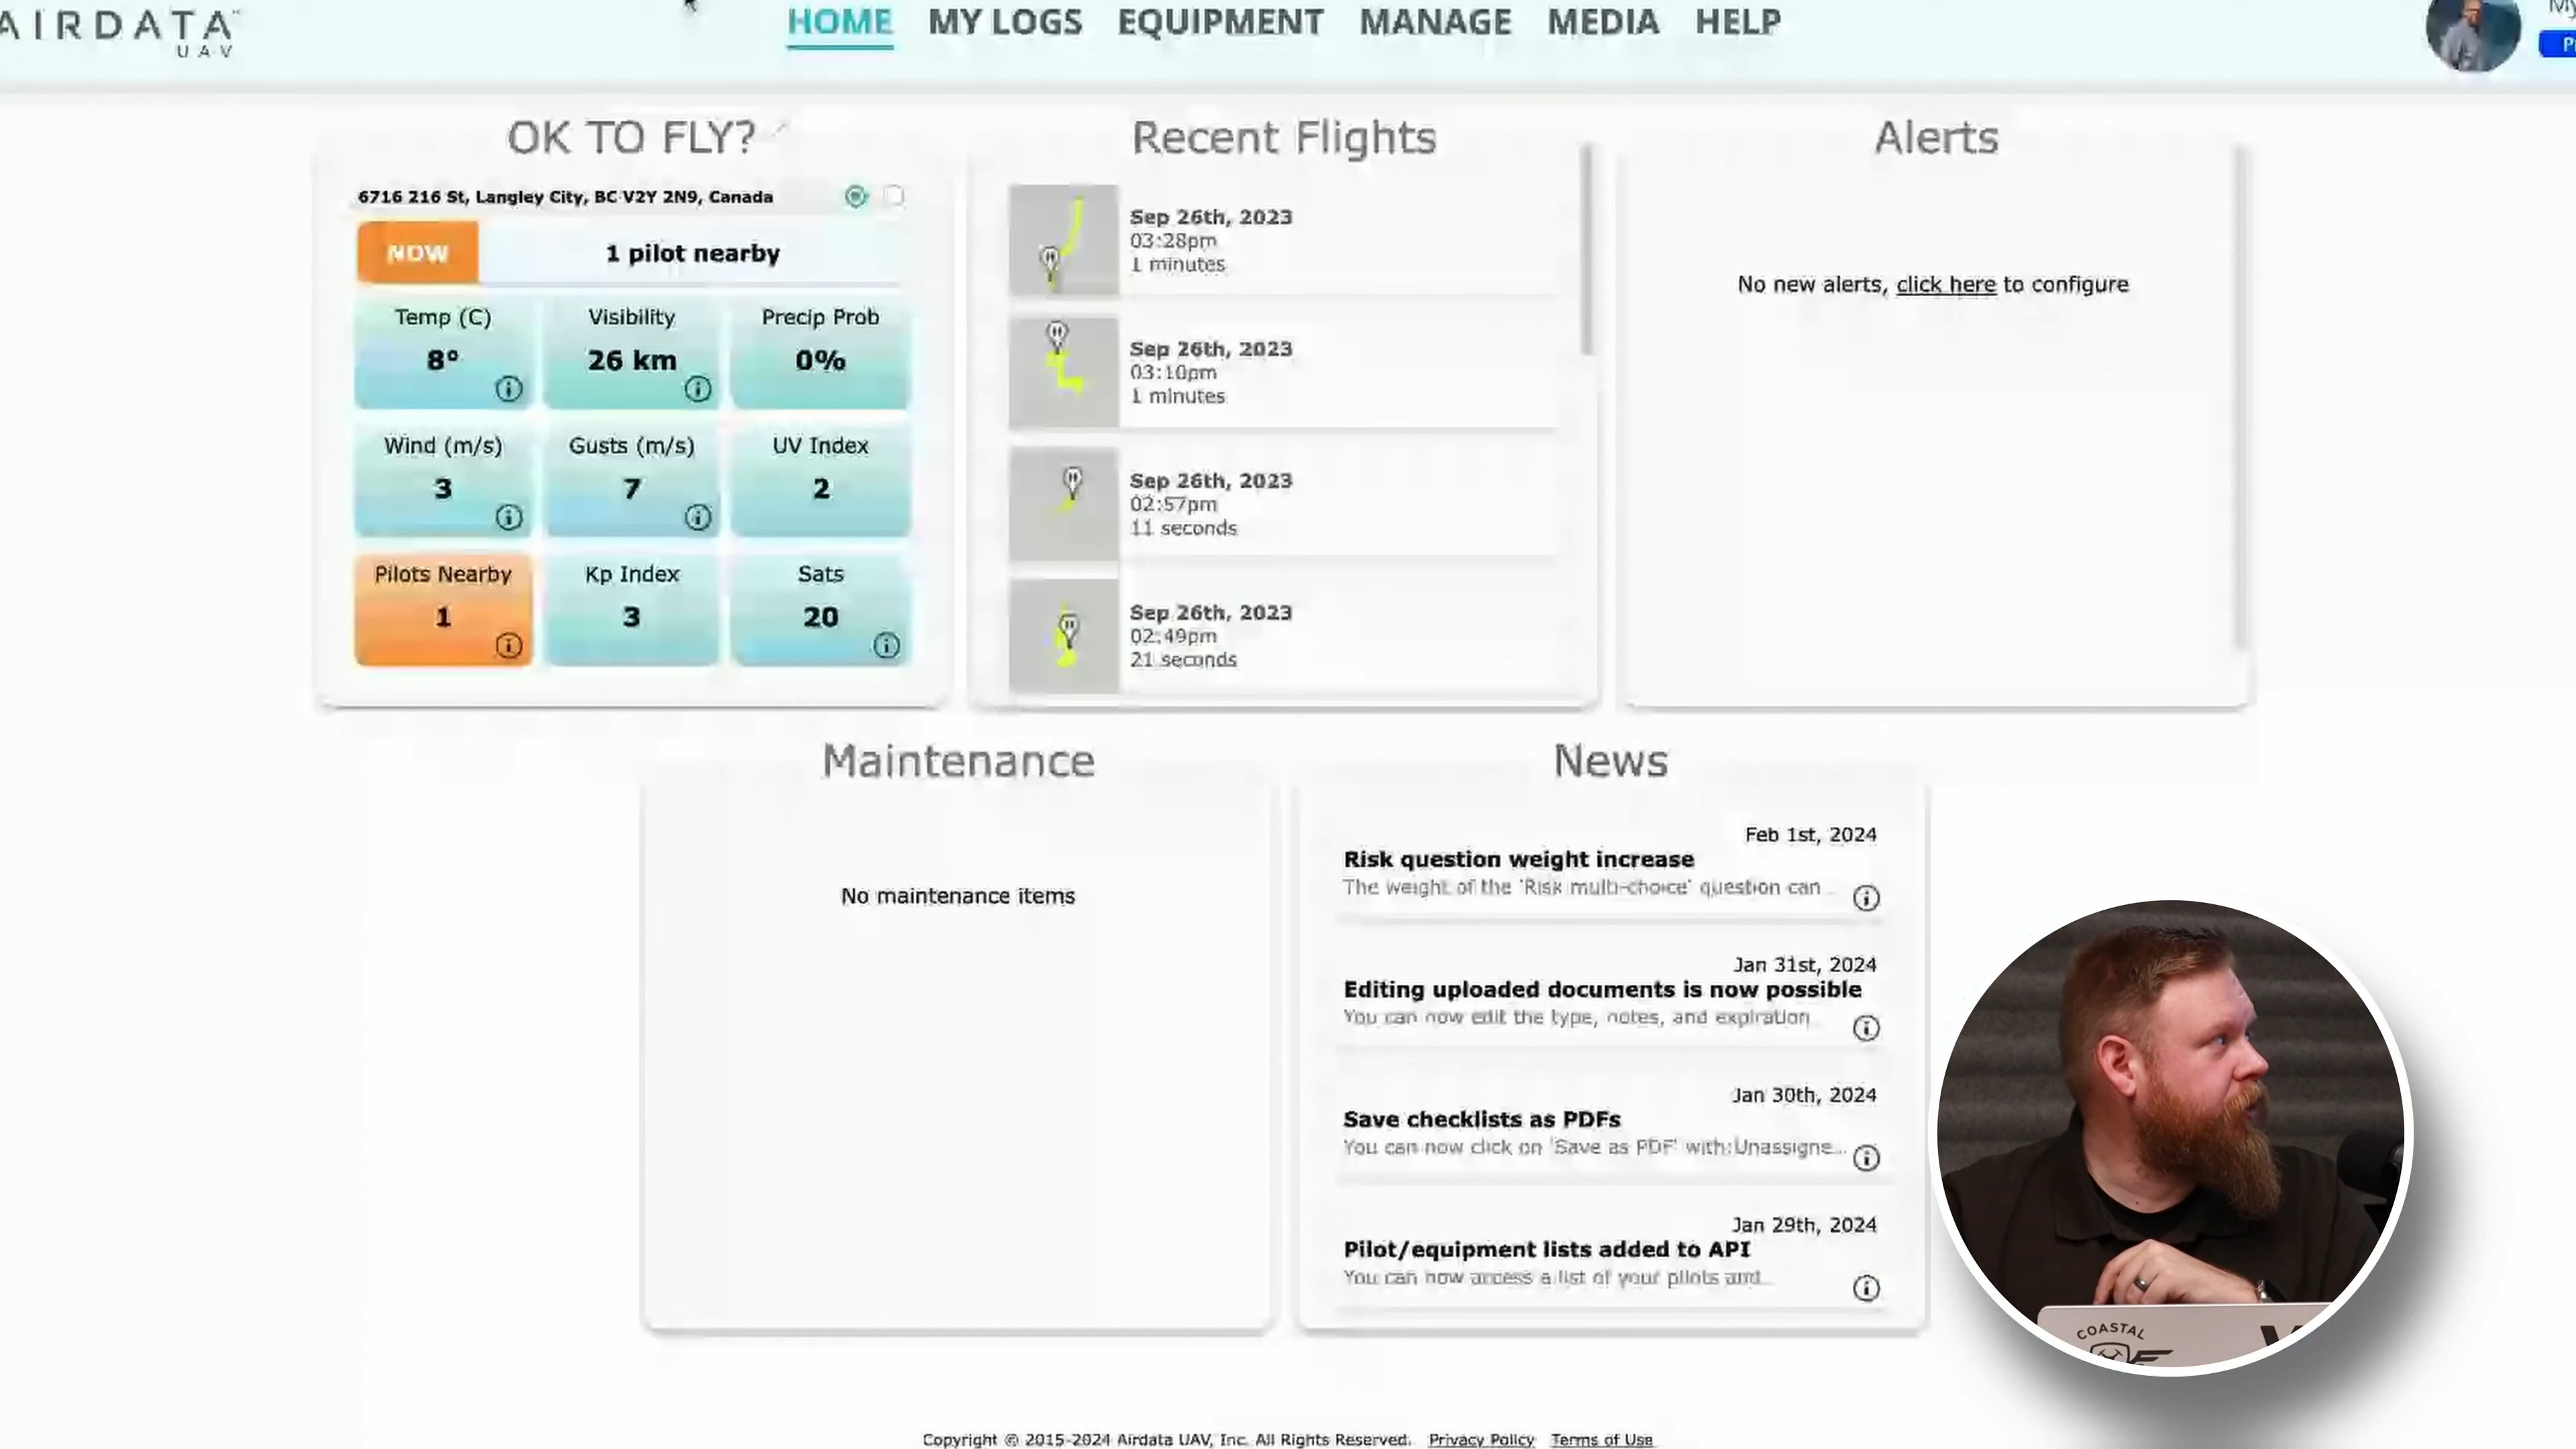 AIRDATA
UAV
HOME MY LOGS EQUIPMENT MANAGE MEDIA HELP
OK TO FLY?
6716 216 St, Langley City, BC V2Y 2N9, Canada
NOW
1 pilot nearby
Temp (C)
8°
Visibility
26 km
Precip Prob
0%
Wind (m/s)
3
Gusts (m/s)
7
UV Index
2
Pilots Nearby
1
Kp Index
3
Sats
20
Recent Flights
Sep 26th, 2023
03:28pm
1 minutes
Sep 26th, 2023
03:10pm
1 minutes
Sep 26th, 2023
02:57pm
11 seconds
Sep 26th, 2023
02:49pm
21 seconds
Alerts
No new alerts, click here to configure
Maintenance
No maintenance items
News
Feb 1st, 2024
Risk question weight increase
The weight of the 'Risk multi-choice' question can
Jan 31st, 2024
Editing uploaded documents is now possible
You can now edit the type, notes, and expiration
Jan 30th, 2024
Save checklists as PDFs
You can now click on 'Save as PDF' with:Unassigne...
Jan 29th, 2024
Pilot/equipment lists added to API
You can now access a list of your pilots and
COASTAL
Copyright © 2015-2024 Airdata UAV, Inc. All Rights Reserved. Privacy Policy Terms of Use